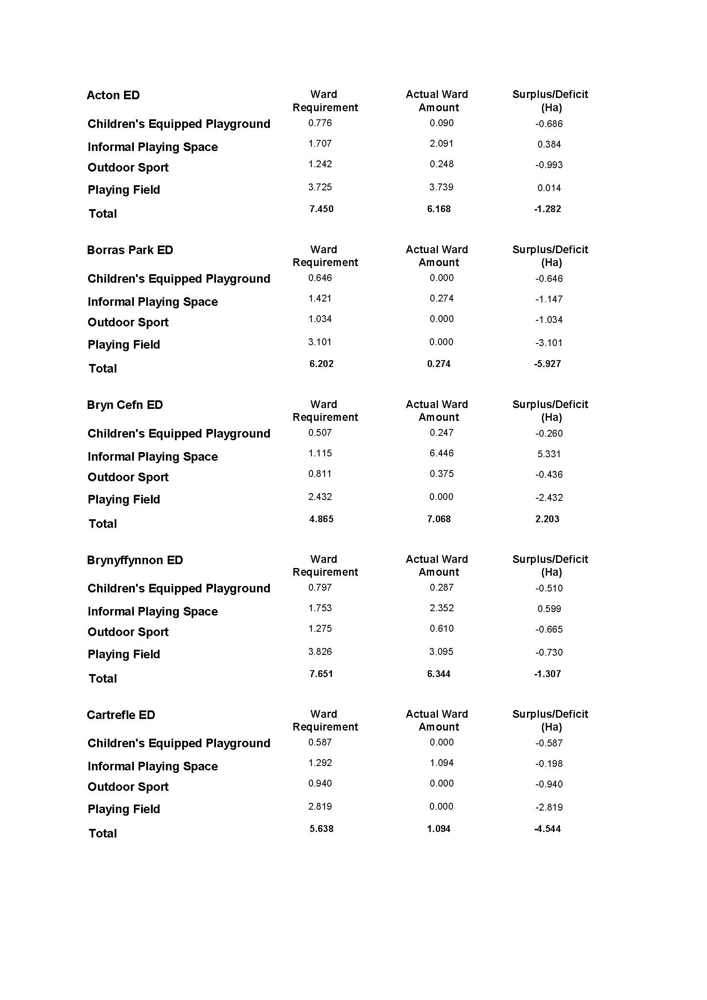 Acton ED Ward Actual Ward Surplus/Deficit
Requirement Amount (Ha)
Children's Equipped Playground 0.776 0.090 -0.686
Informal Playing Space 1.707 2.091 0.384
Outdoor Sport 1.242 0.248 -0.993
Playing Field 3.725 3.739 0.014
Total 7.450 6.168 -1.282
Borras Park ED Ward Actual Ward Surplus/Deficit
Requirement Amount (Ha)
Children's Equipped Playground 0.646 0.000 -0.646
Informal Playing Space 1.421 0.274 -1.147
Outdoor Sport 1.034 0.000 -1.034
Playing Field 3.101 0.000 -3.101
Total 6.202 0.274 -5.927
Bryn Cefn ED Ward Actual Ward Surplus/Deficit
Requirement Amount (Ha)
Children's Equipped Playground 0.507 0.247 -0.260
Informal Playing Space 1.115 6.446 5.331
Outdoor Sport 0.811 0.375 -0.436
Playing Field 2.432 0.000 -2.432
Total 4.865 7.068 2.203
Brynyffynnon ED Ward Actual Ward Surplus/Deficit
Requirement Amount (Ha)
Children's Equipped Playground 0.797 0.287 -0.510
Informal Playing Space 1.753 2.352 0.599
Outdoor Sport 1.275 0.610 -0.665
Playing Field 3.826 3.095 -0.730
Total 7.651 6.344 -1.307
Cartrefle ED Ward Actual Ward Surplus/Deficit
Requirement Amount (Ha)
Children's Equipped Playground 0.587 0.000 -0.587
Informal Playing Space 1.292 1.094 -0.198
Outdoor Sport 0.940 0.000 -0.940
Playing Field 2.819 0.000 -2.819
Total 5.638 1.094 -4.544